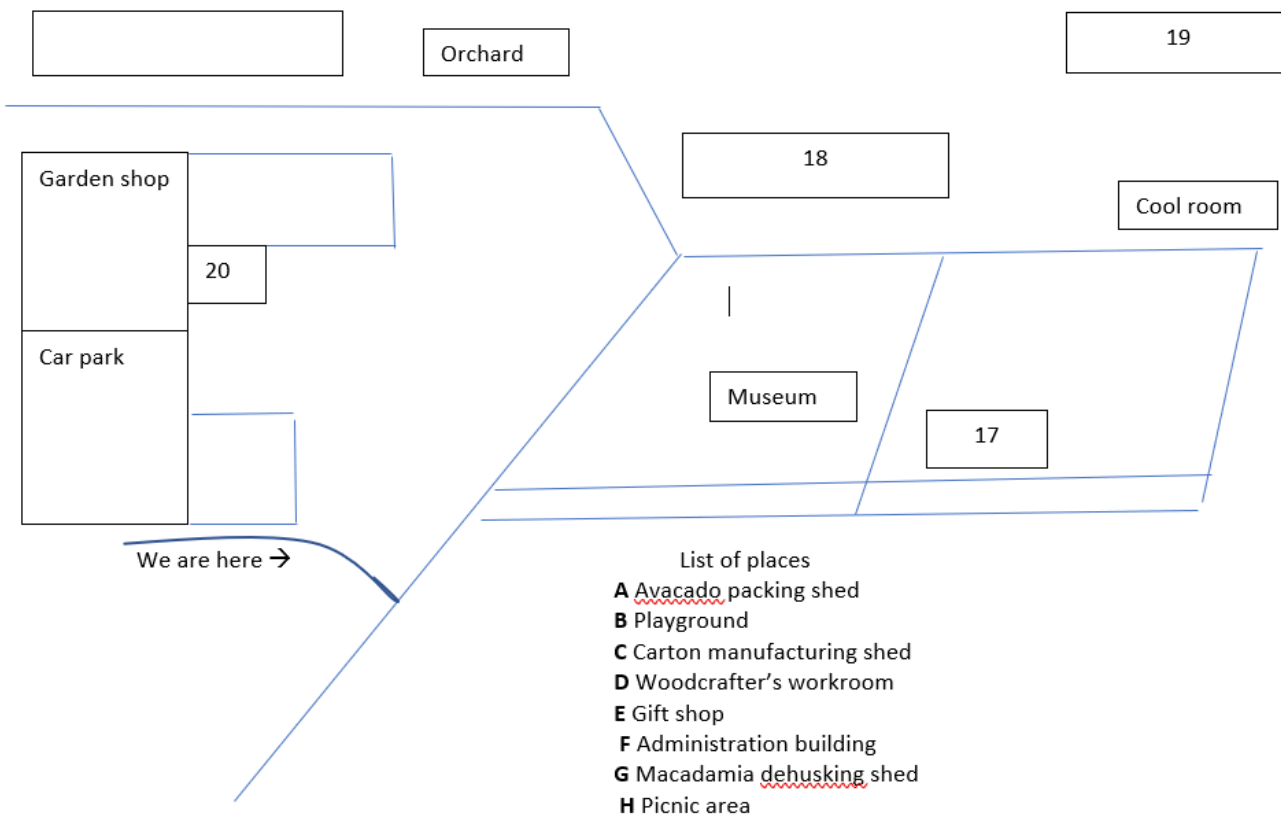 Orchard
19
18
Garden shop
Cool room
20
Car park
Museum
17
We are here →
List of places
A Avacado packing shed
B Playground
C Carton manufacturing shed
D Woodcrafter’s workroom
E Gift shop
F Administration building
G Macadamia dehusking shed
H Picnic area